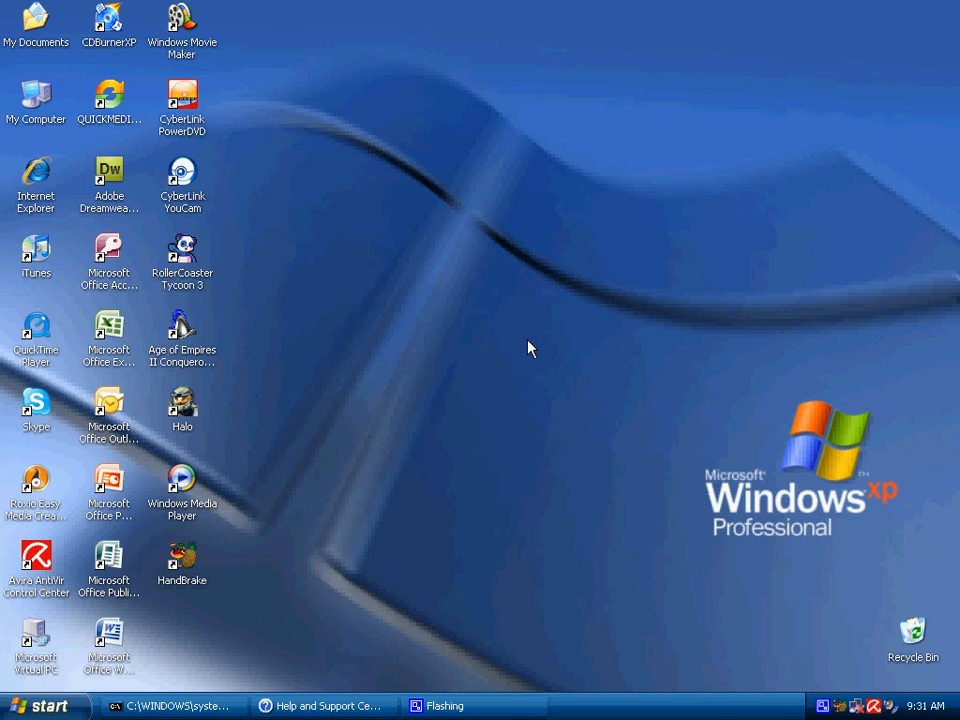 My Documents
CDBurnerXP
Windows Movie
Maker
My Computer
QUICKMEDI...
CyberLink
PowerDVD
Internet
Explorer
Dw
Adobe
Dreamwea...
CyberLink
YouCam
iTunes
Microsoft
Office Acc...
RollerCoaster
Tycoon 3
QuickTime
Player
Microsoft
Office Ex...
Age of Empires
II Conquero...
Skype
Microsoft
Office Outl...
Halo
Roxio Easy
Media Crea...
Microsoft
Office P...
Windows Media
Player
Avira AntiVir
Control Center
Microsoft
Office Publi...
HandBrake
Microsoft
Virtual PC
Microsoft
Office W...
Microsoft®
Windows xp
Professional
Recycle Bin
start
C:\WINDOWS\syste...
Help and Support Ce...
Flashing
9:31 AM